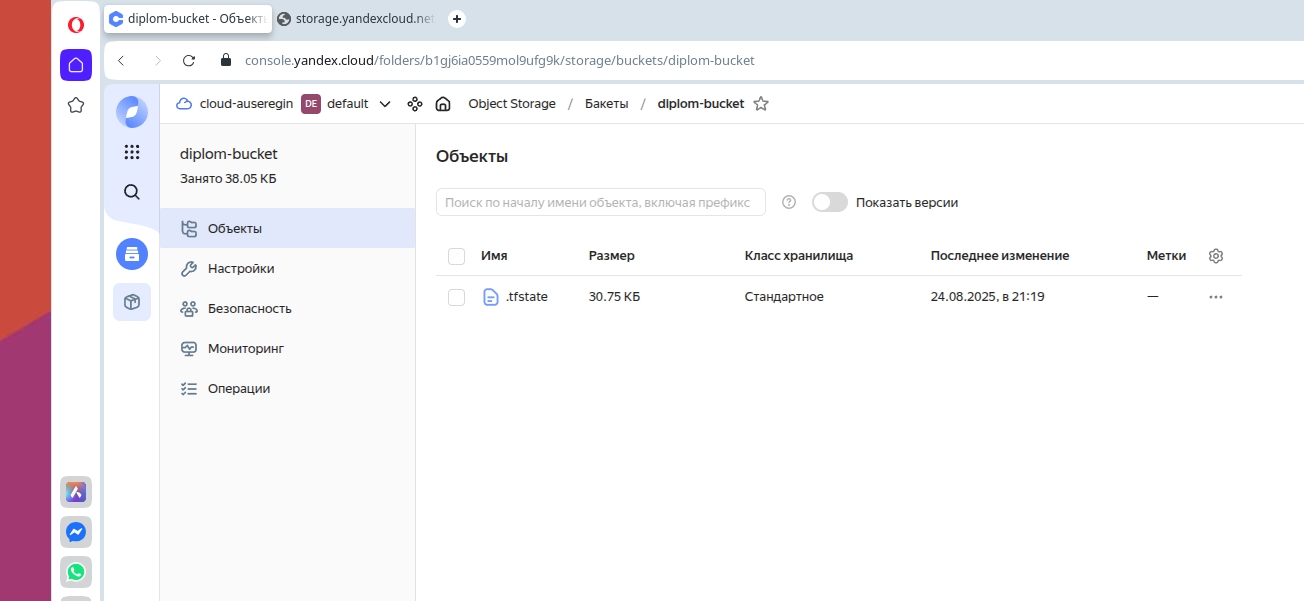 diplom-bucket - Объект
storage.yandexcloud.net
console.yandex.cloud/folders/b1gj6ia0559mol9ufg9k/storage/buckets/diplom-bucket
cloud-auseregin DE default Object Storage / Бакеты / diplom-bucket
diplom-bucket
Занято 38.05 КБ
Объекты
Настройки
Безопасность
Мониторинг
Операции
Объекты
Поиск по началу имени объекта, включая префикс
Показать версии
Имя Размер Класс хранилища Последнее изменение Метки
.tfstate 30.75 КБ Стандартное 24.08.2025, в 21:19 —